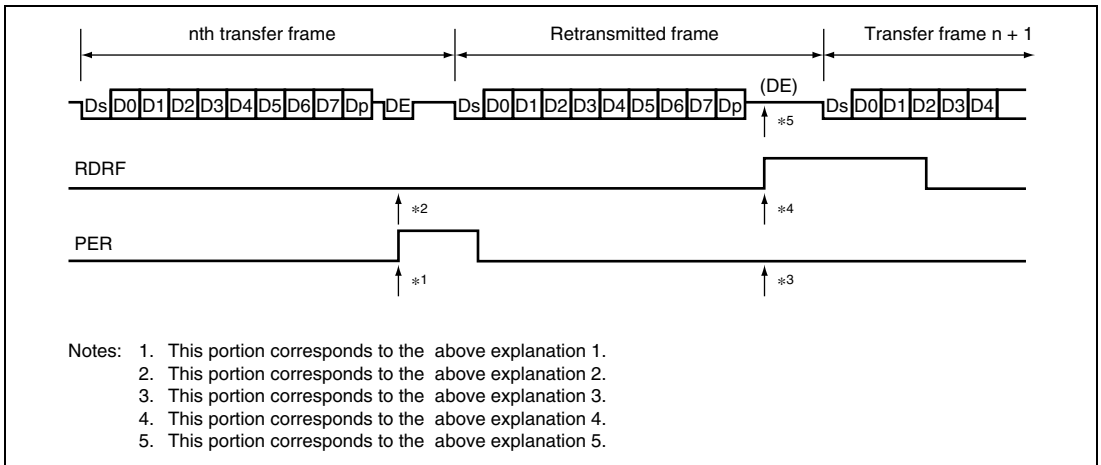 nth transfer frame Retransmitted frame Transfer frame n + 1
Ds D0 D1 D2 D3 D4 D5 D6 D7 Dp DE Ds D0 D1 D2 D3 D4 D5 D6 D7 Dp (DE) Ds D0 D1 D2 D3 D4
*5
RDRF
*2 *4
PER
*1 *3
Notes: 1. This portion corresponds to the above explanation 1.
2. This portion corresponds to the above explanation 2.
3. This portion corresponds to the above explanation 3.
4. This portion corresponds to the above explanation 4.
5. This portion corresponds to the above explanation 5.